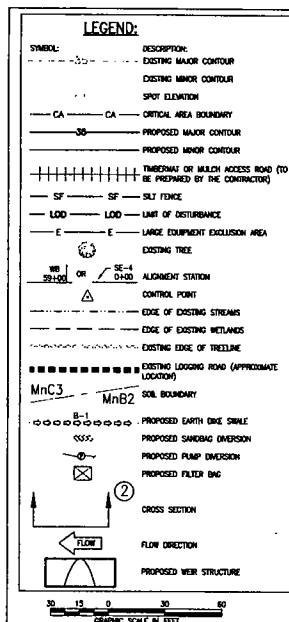 LEGEND:
SYMBOL: DESCRIPTION:
35 EXISTING MAJOR CONTOUR
EXISTING MINOR CONTOUR
SPOT ELEVATION
CA CA CRITICAL AREA BOUNDARY
36 PROPOSED MAJOR CONTOUR
PROPOSED MINOR CONTOUR
TIMBERMAT OR MULCH ACCESS ROAD (TO
BE PREPARED BY THE CONTRACTOR)
SF SF SILT FENCE
LOD LOD LIMIT OF DISTURBANCE
E E LARGE EQUIPMENT EXCLUSION AREA
EXISTING TREE
WB 59+00 OR SE-4 0+00 ALIGNMENT STATION
CONTROL POINT
EDGE OF EXISTING STREAMS
EDGE OF EXISTING WETLANDS
EXISTING EDGE OF TREELINE
EXISTING LOGGING ROAD (APPROXIMATE
LOCATION)
MnC3 MnB2 SOIL BOUNDARY
B-1 PROPOSED EARTH DIKE SWALE
PROPOSED SANDBAG DIVERSION
P PROPOSED PUMP DIVERSION
PROPOSED FILTER BAG
2
CROSS SECTION
FLOW FLOW DIRECTION
PROPOSED WEIR STRUCTURE
30 15 0 30 60
GRAPHIC SCALE IN FEET